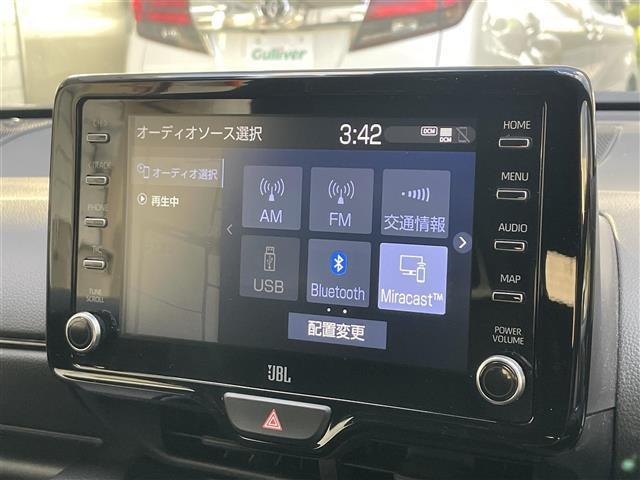 Gulliver
オーディオソース選択
3:42
DCM
DCM
HOME
オーディオ選択
再生中
AM
FM
交通情報
MENU
PHONE
USB
Bluetooth
Miracast™
AUDIO
MAP
TUNE
SCROLL
配置変更
POWER
VOLUME
JBL